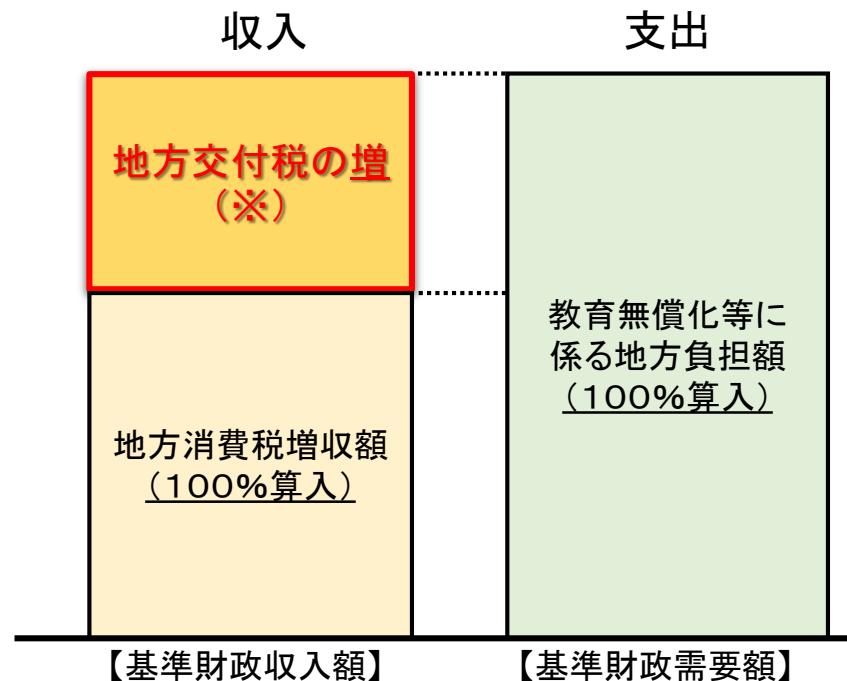 収入
支出
地方交付税の増
（※）
教育無償化等に
係る地方負担額
（１００％算入）
地方消費税増収額
（１００％算入）
【基準財政収入額】
【基準財政需要額】